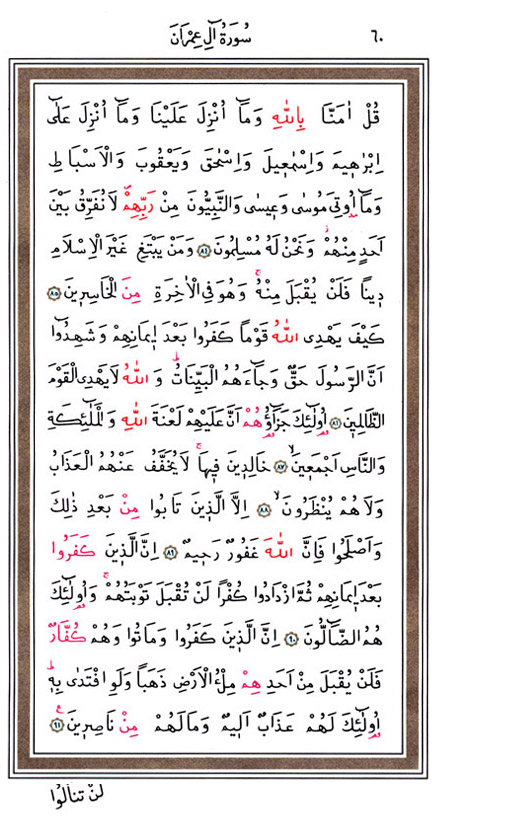 سُورَةُ اٰلِ عِمْرَانَ ٦٠
قُلْ اٰمَنَّا بِاللّٰهِ وَمَٓا اُنْزِلَ عَلَيْنَا وَمَٓا اُنْزِلَ عَلٰٓى
اِبْرٰه۪يمَ وَاِسْمٰع۪يلَ وَاِسْحٰقَ وَيَعْقُوبَ وَالْاَسْبَاطِ
وَمَٓا اُو۫تِيَ مُوسٰى وَع۪يسٰى وَالنَّبِيُّونَ مِنْ رَبِّهِمْۖ لَا نُفَرِّقُ بَيْنَ
اَحَدٍ مِنْهُمْۘ وَنَحْنُ لَهُ مُسْلِمُونَ ﴿٨٤﴾ وَمَنْ يَبْتَغِ غَيْرَ الْاِسْلَامِ
د۪ينًا فَلَنْ يُقْبَلَ مِنْهُۚ وَهُوَ فِي الْاٰخِرَةِ مِنَ الْخَاسِر۪ينَ ﴿٨٥﴾
كَيْفَ يَهْدِي اللّٰهُ قَوْمًا كَفَرُوا بَعْدَ ا۪يمَانِهِمْ وَشَهِدُٓوا
اَنَّ الرَّسُولَ حَقٌّ وَجَٓاءَهُمُ الْبَيِّنَاتُۜ وَ اللّٰهُ لَا يَهْدِي الْقَوْمَ
الظَّالِم۪ينَ ﴿٨٦﴾ اُو۬لٰٓئِكَ جَزَٓاؤُ۬هُمْ اَنَّ عَلَيْهِمْ لَعْنَةَ اللّٰهِ وَالْمَلٰٓئِكَةِ
وَالنَّاسِ اَجْمَع۪ينَۙ ﴿٨٧﴾ خَالِد۪ينَ ف۪يهَاۚ لَا يُخَفَّفُ عَنْهُمُ الْعَذَابُ
وَلَا هُمْ يُنْظَرُونَۙ ﴿٨٨﴾ اِلَّا الَّذ۪ينَ تَابُوا مِنْ بَعْدِ ذٰلِكَ
وَاَصْلَحُوا فَاِنَّ اللّٰهَ غَفُورٌ رَح۪يمٌ ﴿٨٩﴾ اِنَّ الَّذ۪ينَ كَفَرُوا
بَعْدَ ا۪يمَانِهِمْ ثُمَّ ازْدَادُوا كُفْرًا لَنْ تُقْبَلَ تَوْبَتُهُمْۚ وَاُو۬لٰٓئِكَ
هُمُ الضَّٓالُّونَ ﴿٩٠﴾ اِنَّ الَّذ۪ينَ كَفَرُوا وَمَاتُوا وَهُمْ كُفَّارٌ
فَلَنْ يُقْبَلَ مِنْ اَحَدِهِمْ مِلْءُ الْاَرْضِ ذَهَبًا وَلَوِ افْتَدٰى بِه۪ۜ
اُو۬لٰٓئِكَ لَهُمْ عَذَابٌ اَل۪يمٌ وَمَا لَهُمْ مِنْ نَاصِر۪ينَ۟ ﴿٩١﴾
لَنْ تَنَالُوا